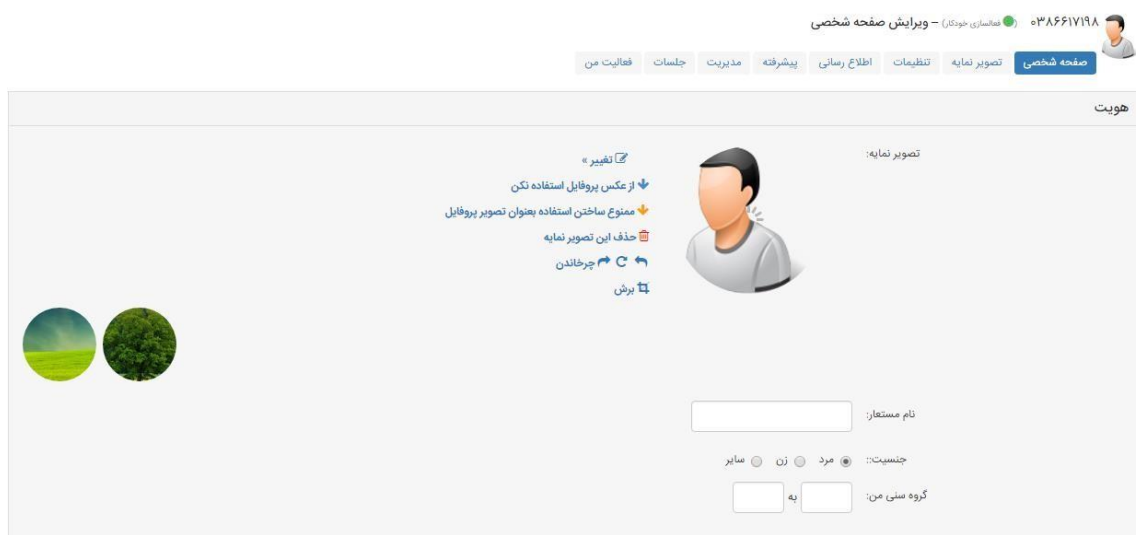 ۰۳۸۶۶۱۷۱۹۸ (فعالسازی خودکار) – ویرایش صفحه شخصی
صفحه شخصی تصویر نمایه تنظیمات اطلاع رسانی پیشرفته مدیریت جلسات فعالیت من
هویت
تصویر نمایه:
تغییر »
از عکس پروفایل استفاده نکن
ممنوع ساختن استفاده بعنوان تصویر پروفایل
حذف این تصویر نمایه
چرخاندن
برش
نام مستعار:
جنسیت:: مرد زن سایر
گروه سنی من: به